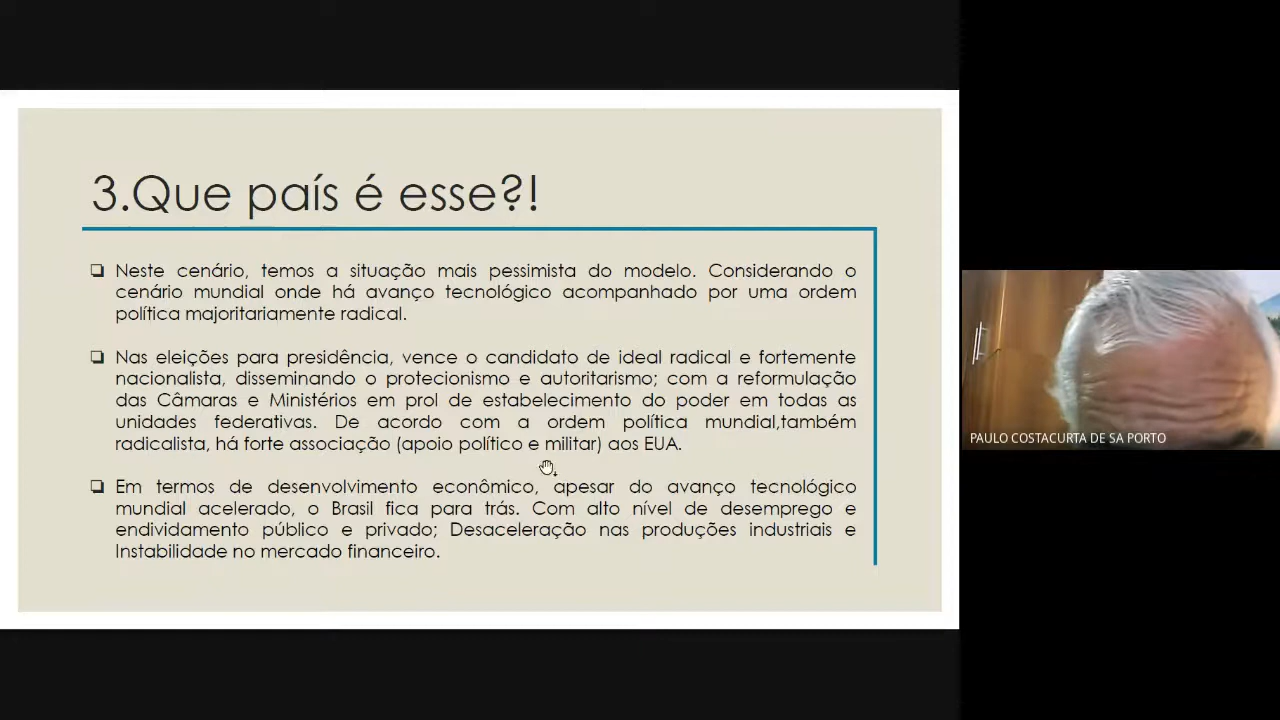 3.Que país é esse?!
Neste cenário, temos a situação mais pessimista do modelo. Considerando o
cenário mundial onde há avanço tecnológico acompanhado por uma ordem
política majoritariamente radical.
Nas eleições para presidência, vence o candidato de ideal radical e fortemente
nacionalista, disseminando o protecionismo e autoritarismo; com a reformulação
das Câmaras e Ministérios em prol de estabelecimento do poder em todas as
unidades federativas. De acordo com a ordem política mundial,também
radicalista, há forte associação (apoio político e militar) aos EUA.
Em termos de desenvolvimento econômico, apesar do avanço tecnológico
mundial acelerado, o Brasil fica para trás. Com alto nível de desemprego e
endividamento público e privado; Desaceleração nas produções industriais e
Instabilidade no mercado financeiro.
PAULO COSTACURTA DE SA PORTO